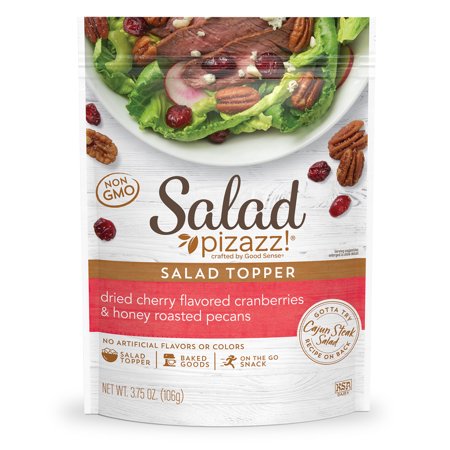 NON
GMO
Salad
pizazz!®
crafted by Good Sense®
SALAD TOPPER
dried cherry flavored cranberries
& honey roasted pecans
NO ARTIFICIAL FLAVORS OR COLORS
SALAD
TOPPER
BAKED
GOODS
ON THE GO
SNACK
NET WT. 3.75 OZ. (106g)
GOTTA TRY
Cajun Steak
Salad
RECIPE ON BACK